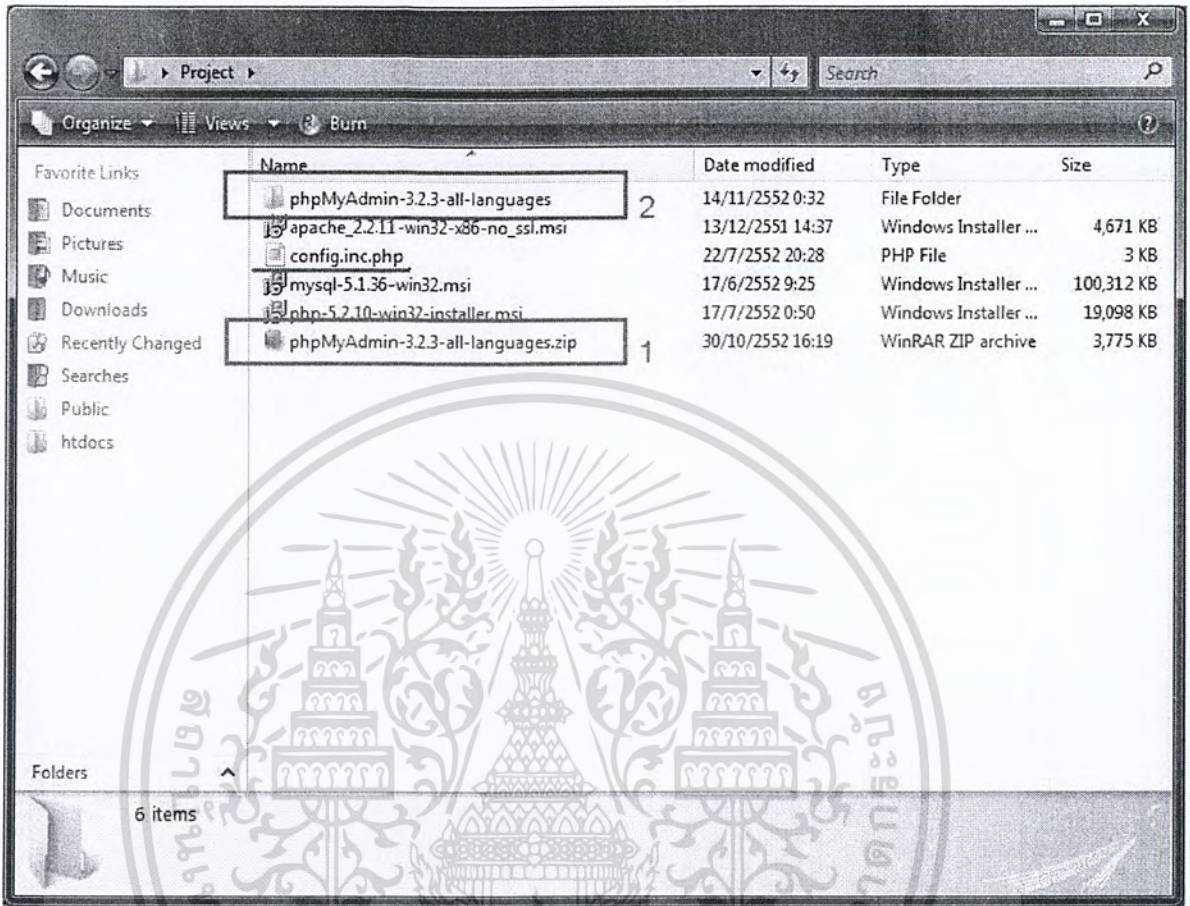 Project
Search
Organize Views Burn
Favorite Links
Documents
Pictures
Music
Downloads
Recently Changed
Searches
Public
htdocs
Folders
Name Date modified Type Size
phpMyAdmin-3.2.3-all-languages 14/11/2552 0:32 File Folder
2
apache_2.2.11-win32-x86-no_ssl.msi 13/12/2551 14:37 Windows Installer ... 4,671 KB
config.inc.php 22/7/2552 20:28 PHP File 3 KB
mysql-5.1.36-win32.msi 17/6/2552 9:25 Windows Installer ... 100,312 KB
php-5.2.10-win32-installer.msi 17/7/2552 0:50 Windows Installer ... 19,098 KB
phpMyAdmin-3.2.3-all-languages.zip 30/10/2552 16:19 WinRAR ZIP archive 3,775 KB
1
6 items